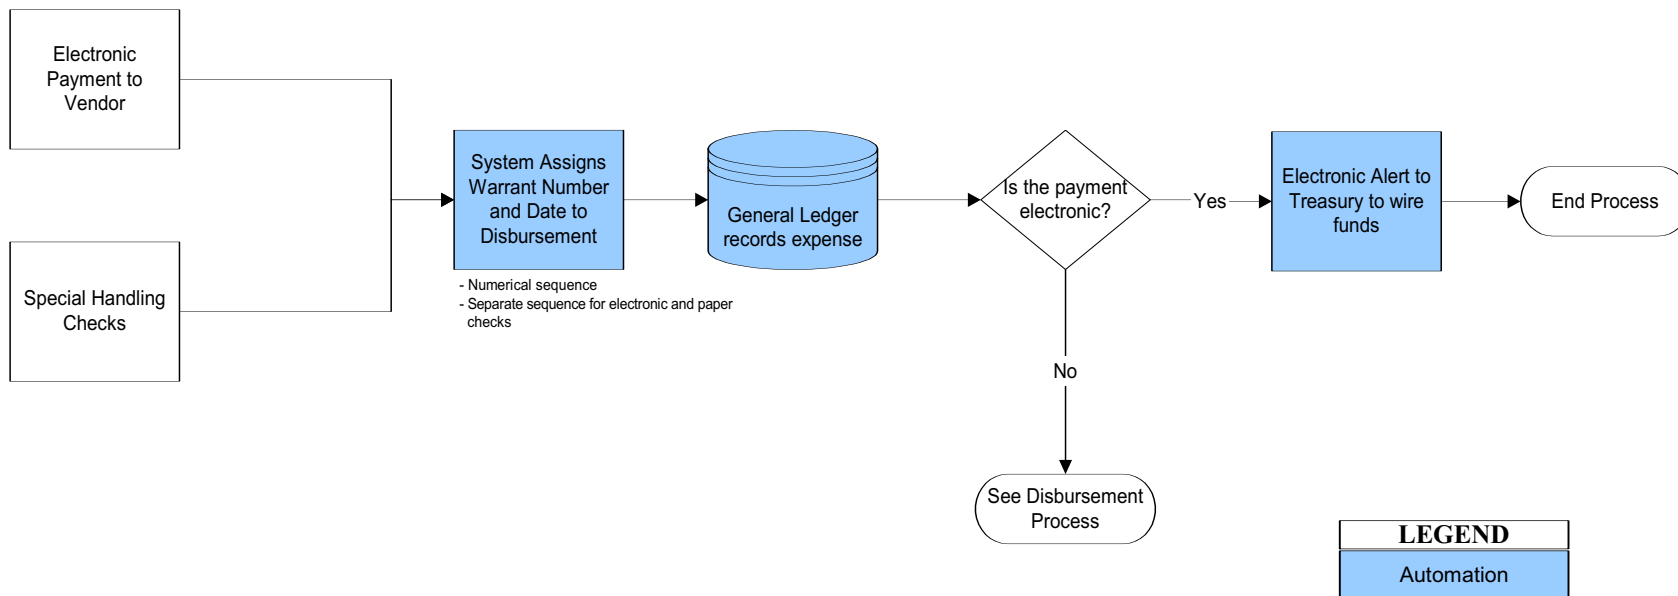 Electronic
Payment to
Vendor
Special Handling
Checks
System Assigns
Warrant Number
and Date to
Disbursement
- Numerical sequence
- Separate sequence for electronic and paper
checks
General Ledger
records expense
Is the payment
electronic?
Yes
Electronic Alert to
Treasury to wire
funds
End Process
No
See Disbursement
Process
LEGEND
Automation